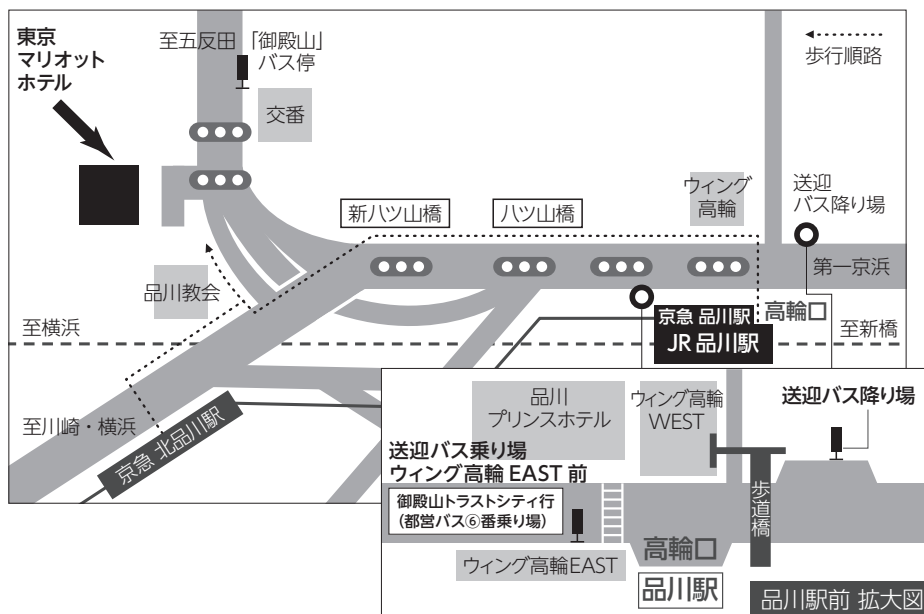 東京
マリオット
ホテル
至五反田
「御殿山」
バス停
交番
歩行順路
新八ツ山橋
八ツ山橋
ウィング
高輪
送迎
バス降り場
第一京浜
品川教会
至横浜
京急 品川駅
JR 品川駅
高輪口
至新橋
至川崎・横浜
京急 北品川駅
品川
プリンスホテル
ウィング高輪
WEST
送迎バス降り場
送迎バス乗り場
ウィング高輪 EAST 前
御殿山トラストシティ行
(都営バス⑥番乗り場)
歩道橋
ウィング高輪EAST
高輪口
品川駅
品川駅前 拡大図